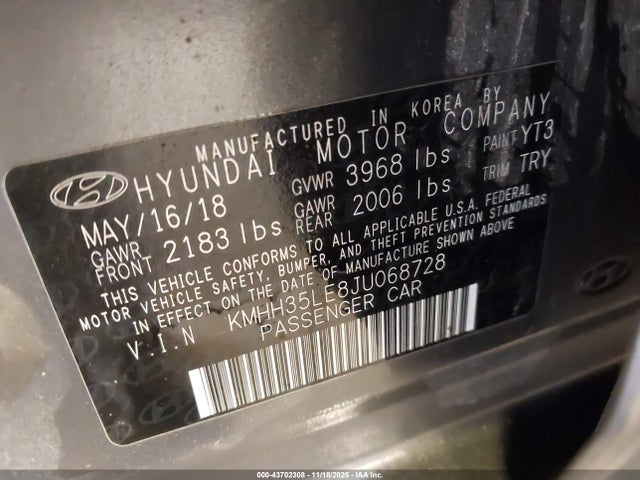 MANUFACTURED IN KOREA BY
HYUNDAI MOTOR COMPANY
MAY/16/18 GVWR 3968 lbs PAINT YT3
GAWR FRONT 2183 lbs GAWR REAR 2006 lbs TRIM TRY
THIS VEHICLE CONFORMS TO ALL APPLICABLE U.S.A. FEDERAL
MOTOR VEHICLE SAFETY, BUMPER, AND THEFT PREVENTION STANDARDS
IN EFFECT ON THE DATE OF MANUFACTURE SHOWN ABOVE
V.I.N KMHH35LE8JU068728
PASSENGER CAR
000-43702308 - 11/18/2025 - IAA Inc.